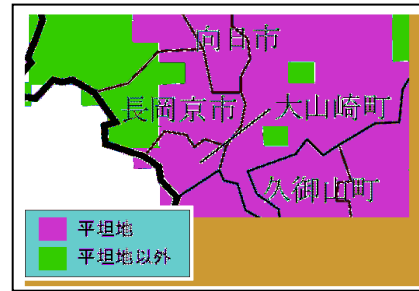 向日市
長岡京市
大山崎町
久御山町
平坦地
平坦地以外